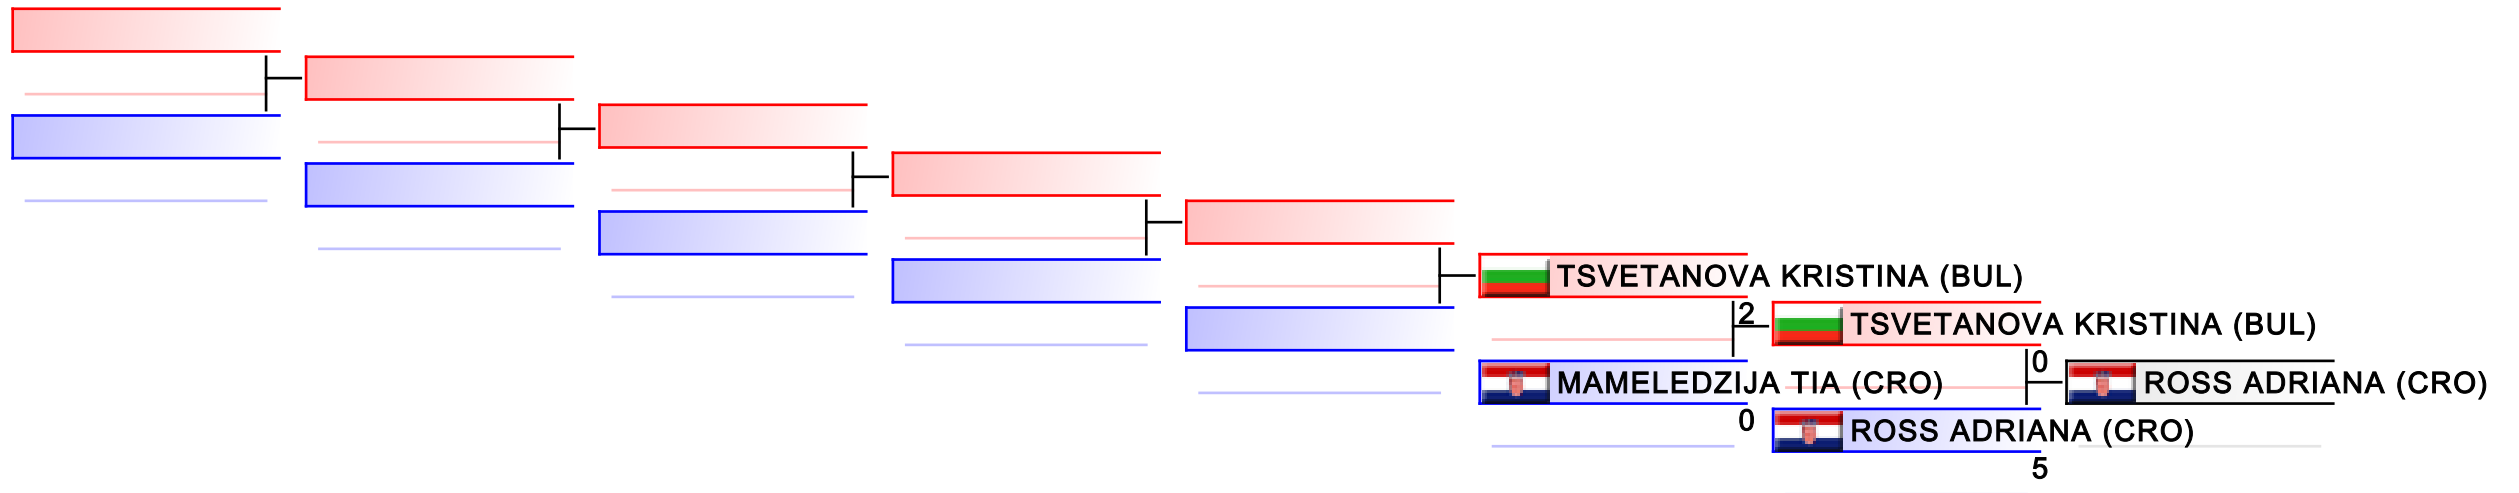 TSVETANOVA KRISTINA (BUL)
2
TSVETANOVA KRISTINA (BUL)
0
MAMELEDZIJA TIA (CRO)
ROSS ADRIANA (CRO)
0
ROSS ADRIANA (CRO)
5